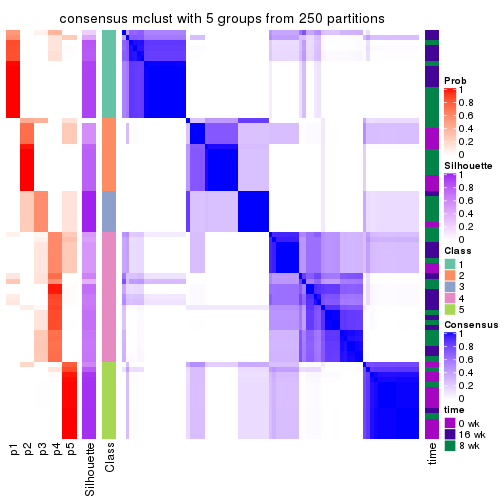 consensus mclust with 5 groups from 250 partitions
Prob
1
0.8
0.6
0.4
0.2
0
Silhouette
1
0.8
0.6
0.4
0.2
0
Class
1
2
3
4
5
Consensus
1
0.8
0.6
0.4
0.2
0
time
0 wk
16 wk
8 wk
p1
p2
p3
p4
p5
Silhouette
Class
time